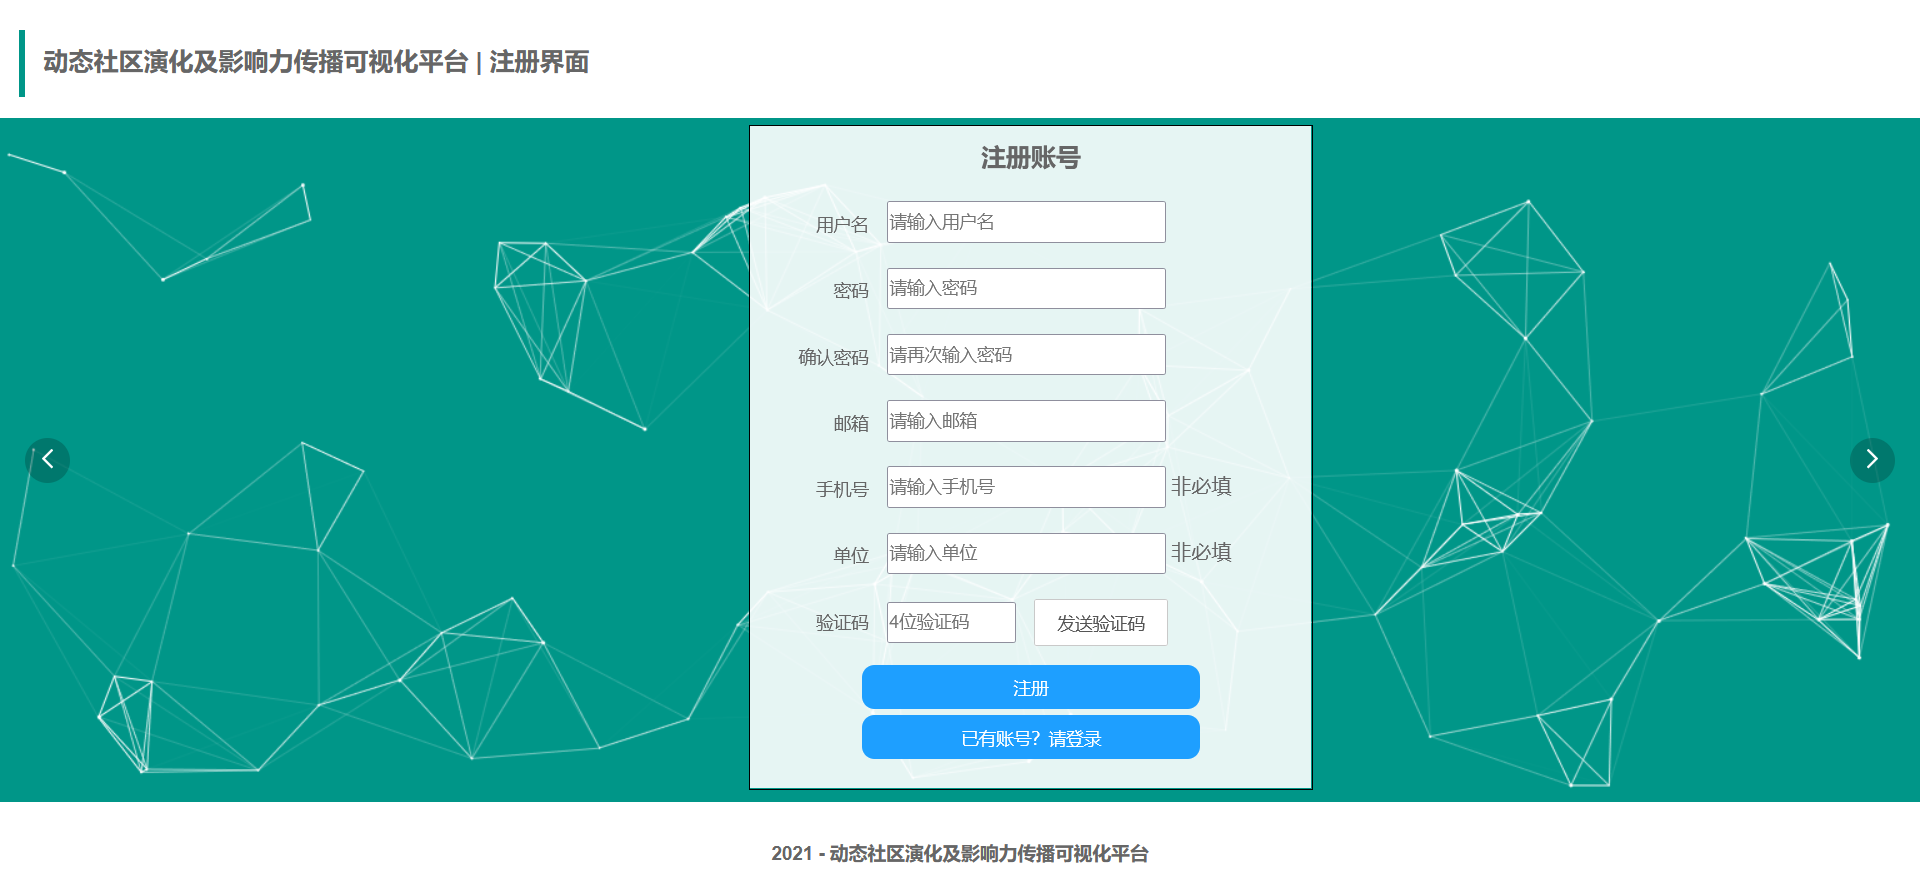 动态社区演化及影响力传播可视化平台 | 注册界面
注册账号
用户名 请输入用户名
密码 请输入密码
确认密码 请再次输入密码
邮箱 请输入邮箱
手机号 请输入手机号 非必填
单位 请输入单位 非必填
验证码 4位验证码 发送验证码
注册
已有账号？请登录
2021 - 动态社区演化及影响力传播可视化平台